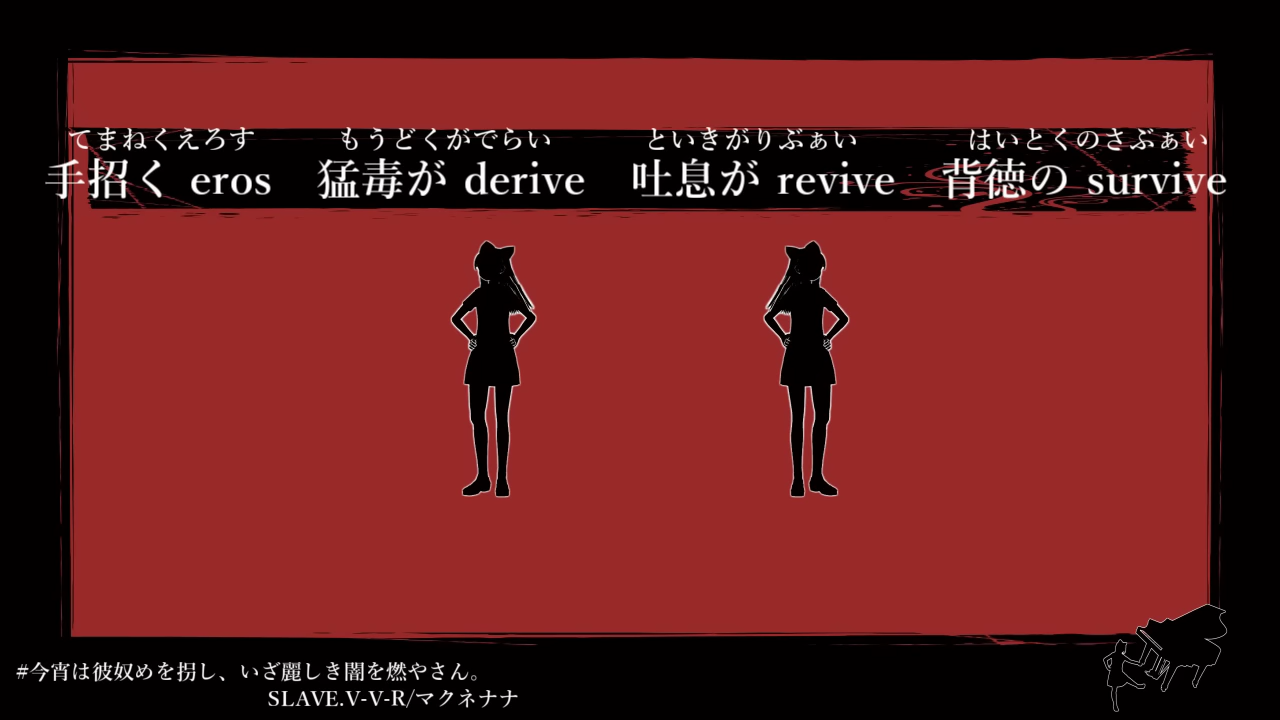 てまねくえろす もうどくがでらい といきがりぶぁい はいとくのさぶぁい
手招く eros 猛毒が derive 吐息が revive 背徳の survive
#今宵は彼奴めを拐し、いざ麗しき闇を燃やさん。
SLAVE.V-V-R/マクネナナ